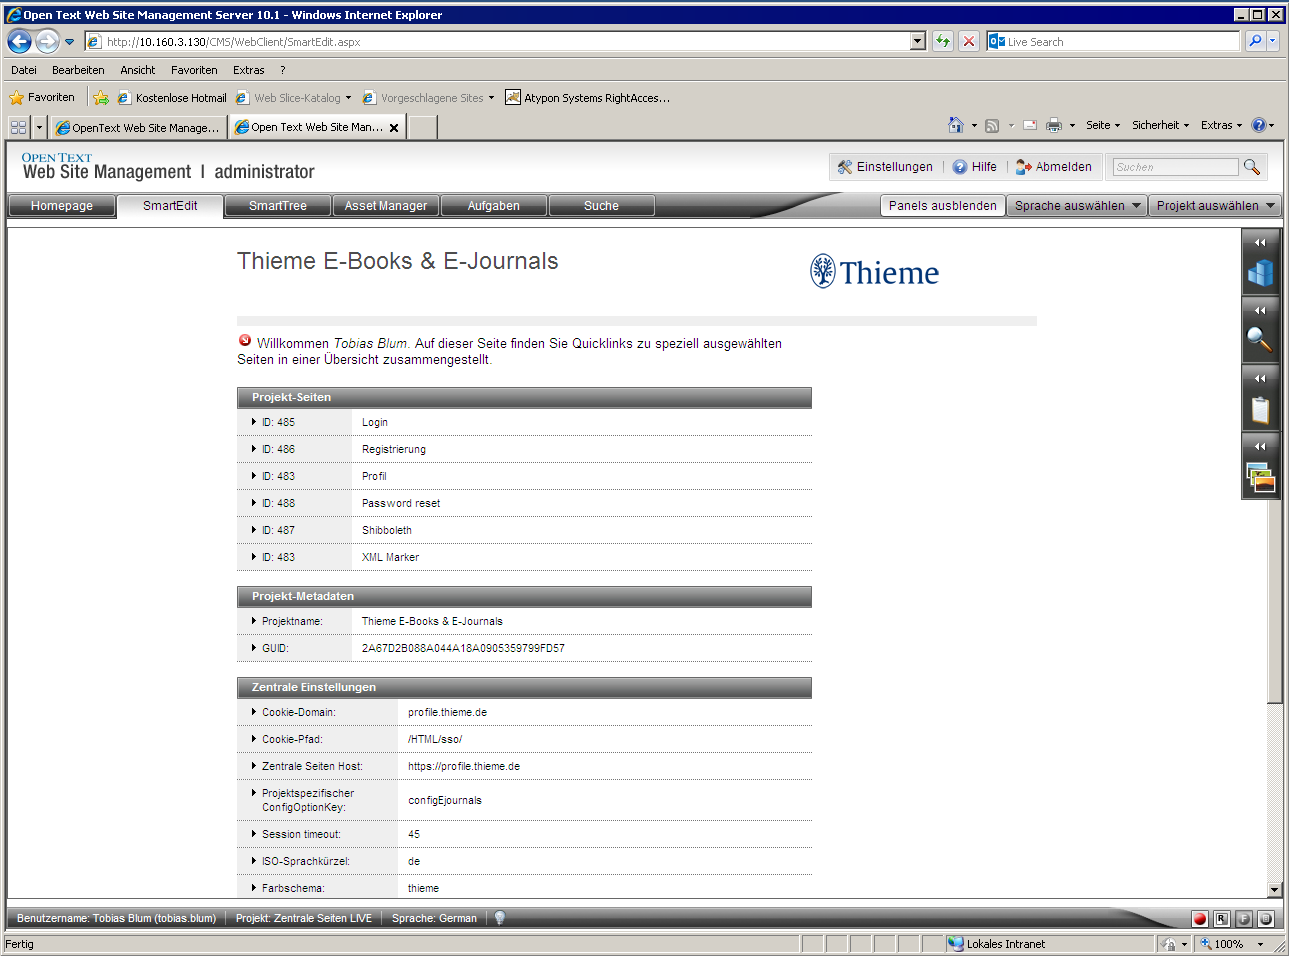 Open Text Web Site Management Server 10.1 - Windows Internet Explorer
http://10.160.3.130/CMS/WebClient/SmartEdit.aspx
Live Search
Datei Bearbeiten Ansicht Favoriten Extras ?
Favoriten Kostenlose Hotmail Web Slice-Katalog Vorgeschlagene Sites Atypon Systems RightAcces...
OpenText Web Site Manage... Open Text Web Site Man... Seite Sicherheit Extras
OPEN TEXT
Web Site Management | administrator
Einstellungen Hilfe Abmelden Suchen
Homepage SmartEdit SmartTree Asset Manager Aufgaben Suche Panels ausblenden Sprache auswählen Projekt auswählen
Thieme E-Books & E-Journals
Thieme
Willkommen Tobias Blum. Auf dieser Seite finden Sie Quicklinks zu speziell ausgewählten
Seiten in einer Übersicht zusammengestellt.
Projekt-Seiten
ID: 485 Login
ID: 486 Registrierung
ID: 483 Profil
ID: 488 Password reset
ID: 487 Shibboleth
ID: 483 XML Marker
Projekt-Metadaten
Projektname: Thieme E-Books & E-Journals
GUID: 2A67D2B088A044A18A0905359799FD57
Zentrale Einstellungen
Cookie-Domain: profile.thieme.de
Cookie-Pfad: /HTML/sso/
Zentrale Seiten Host: https://profile.thieme.de
Projektspezifischer
ConfigOptionKey: configEjournals
Session timeout: 45
ISO-Sprachkürzel: de
Farbschema: thieme
Benutzername: Tobias Blum (tobias.blum) Projekt: Zentrale Seiten LIVE Sprache: German R F
Fertig Lokales Intranet 100%